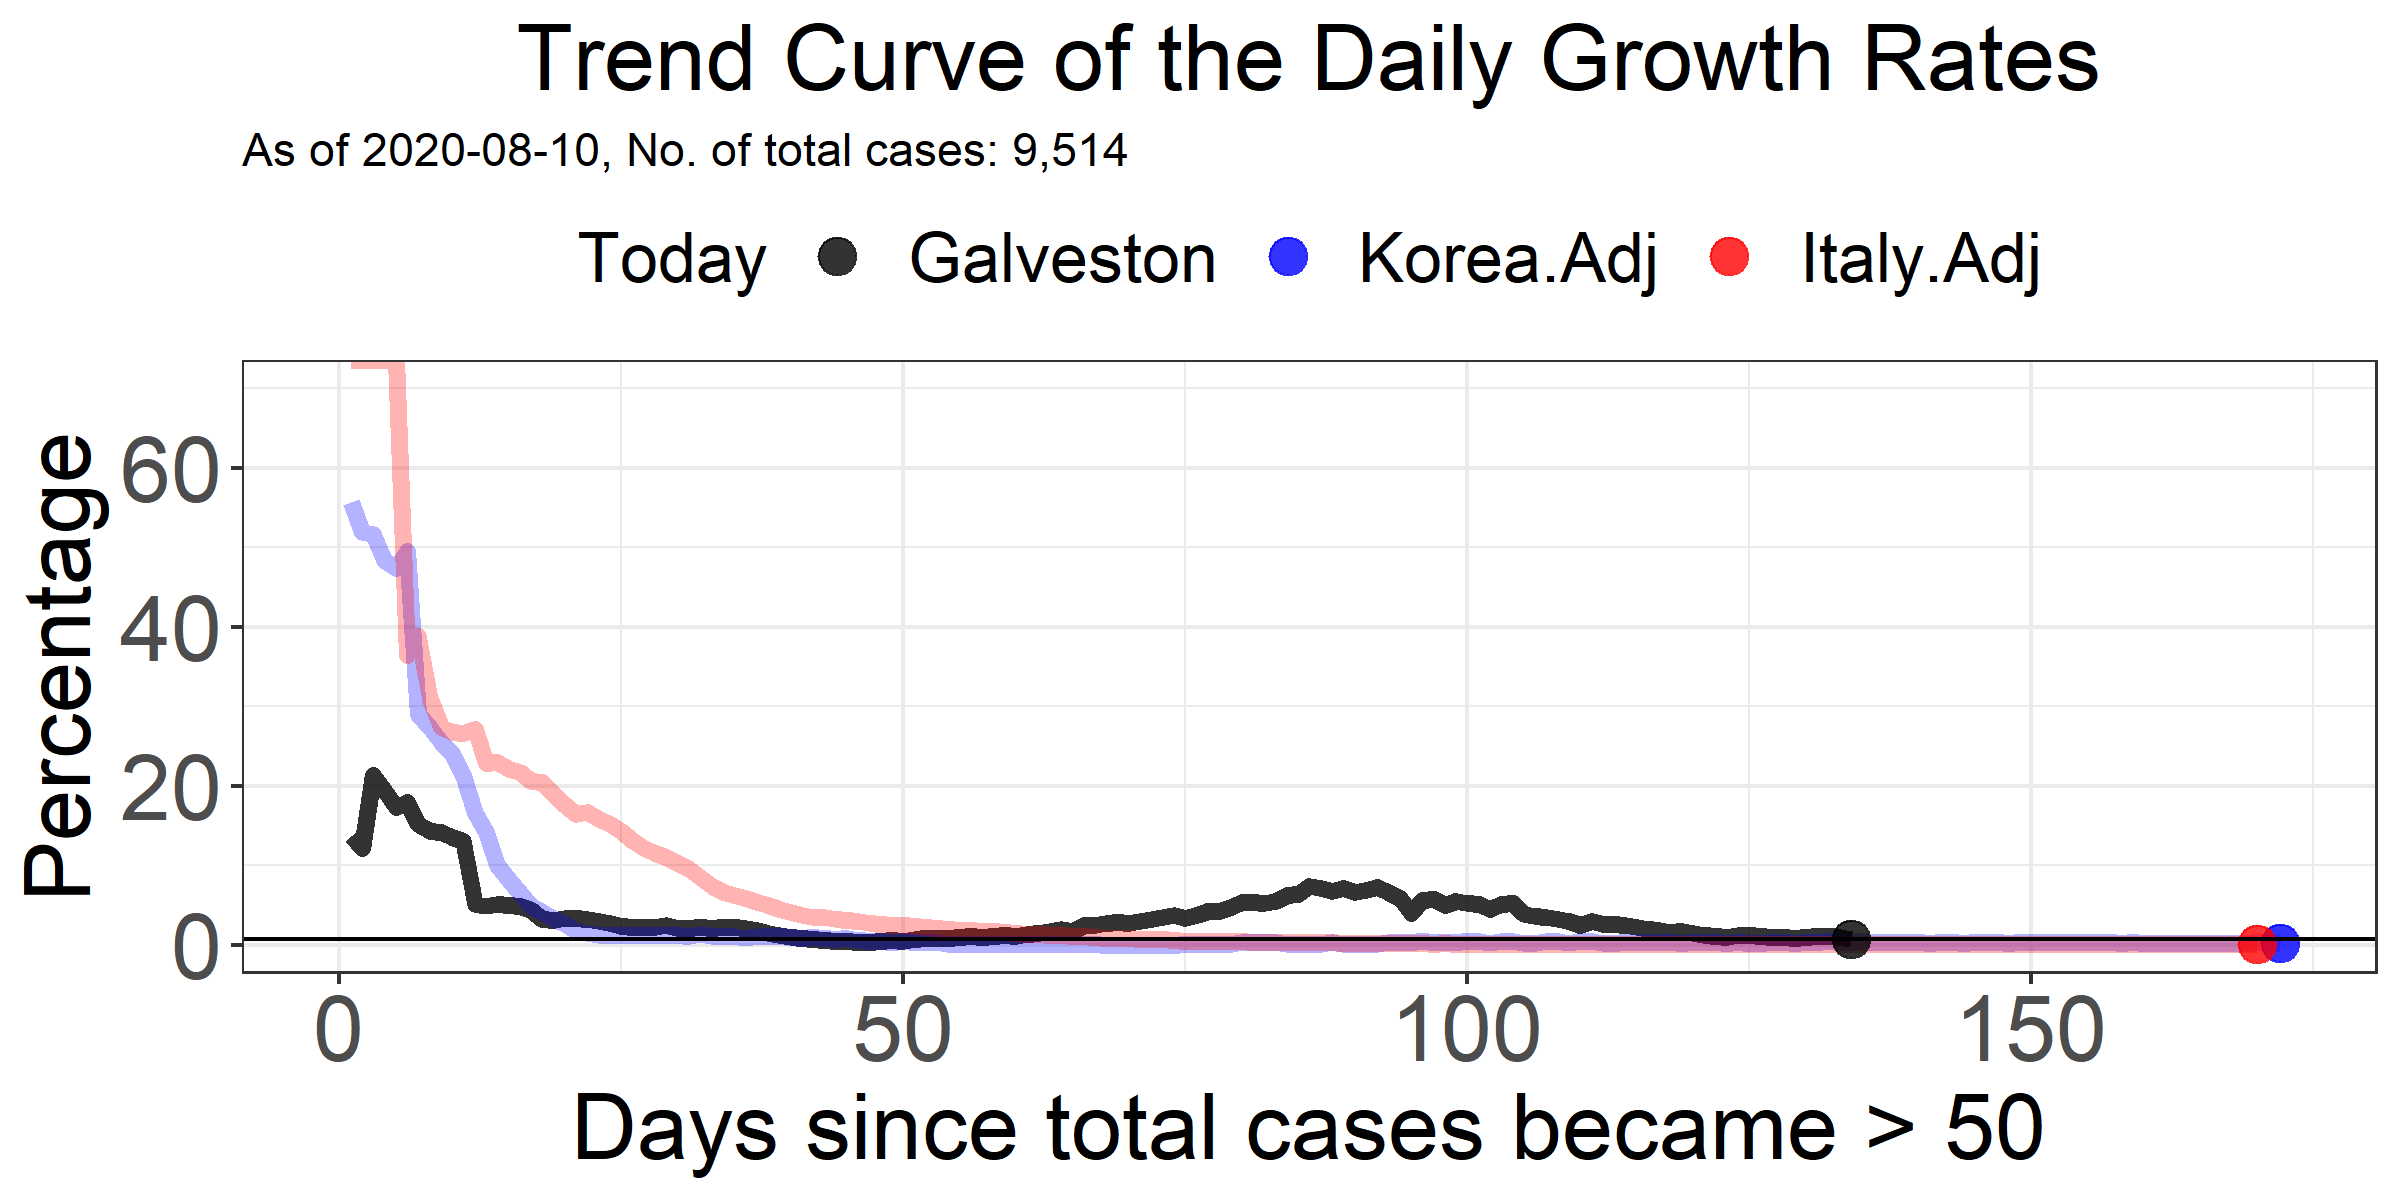 Trend Curve of the Daily Growth Rates
As of 2020-08-10, No. of total cases: 9,514
Today Galveston Korea.Adj Italy.Adj
Percentage
60
40
20
0
0 50 100 150
Days since total cases became > 50